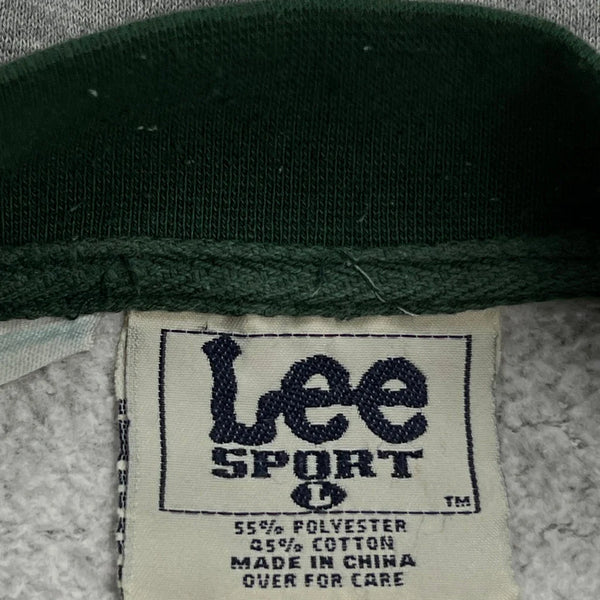 Lee
SPORT
L
TM
55% POLYESTER
45% COTTON
MADE IN CHINA
OVER FOR CARE